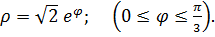 ρ = √2 e^φ; (0 ≤ φ ≤ π/3).